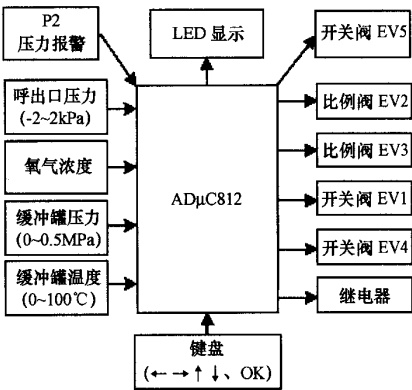 P2
压力报警
LED 显示
开关阀 EV5
呼出口压力
(-2~2kPa)
比例阀 EV2
氧气浓度
比例阀 EV3
ADμC812
缓冲罐压力
(0~0.5MPa)
开关阀 EV1
开关阀 EV4
缓冲罐温度
(0~100℃)
继电器
键盘
(← → ↑ ↓、OK)